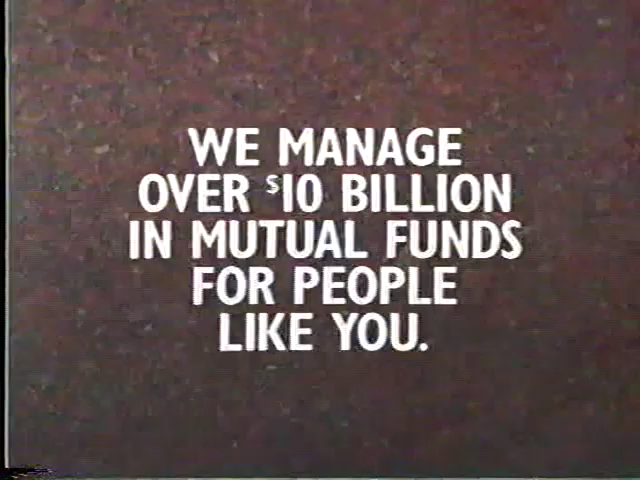 WE MANAGE
OVER $10 BILLION
IN MUTUAL FUNDS
FOR PEOPLE
LIKE YOU.